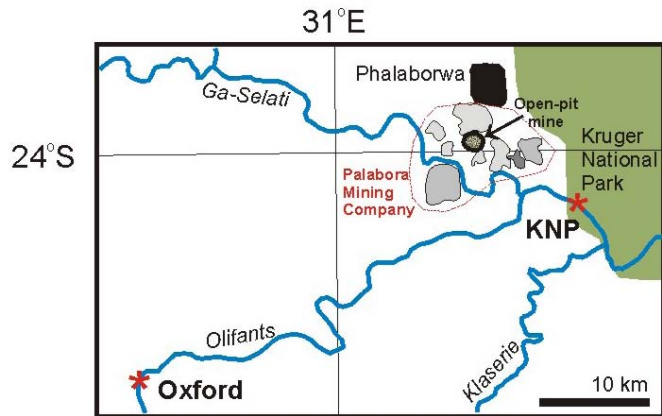 31°E
Phalaborwa
Ga-Selati
Open-pit
mine
24°S
Kruger
National
Park
Palabora
Mining
Company
KNP
Olifants
Klaserie
Oxford
10 km